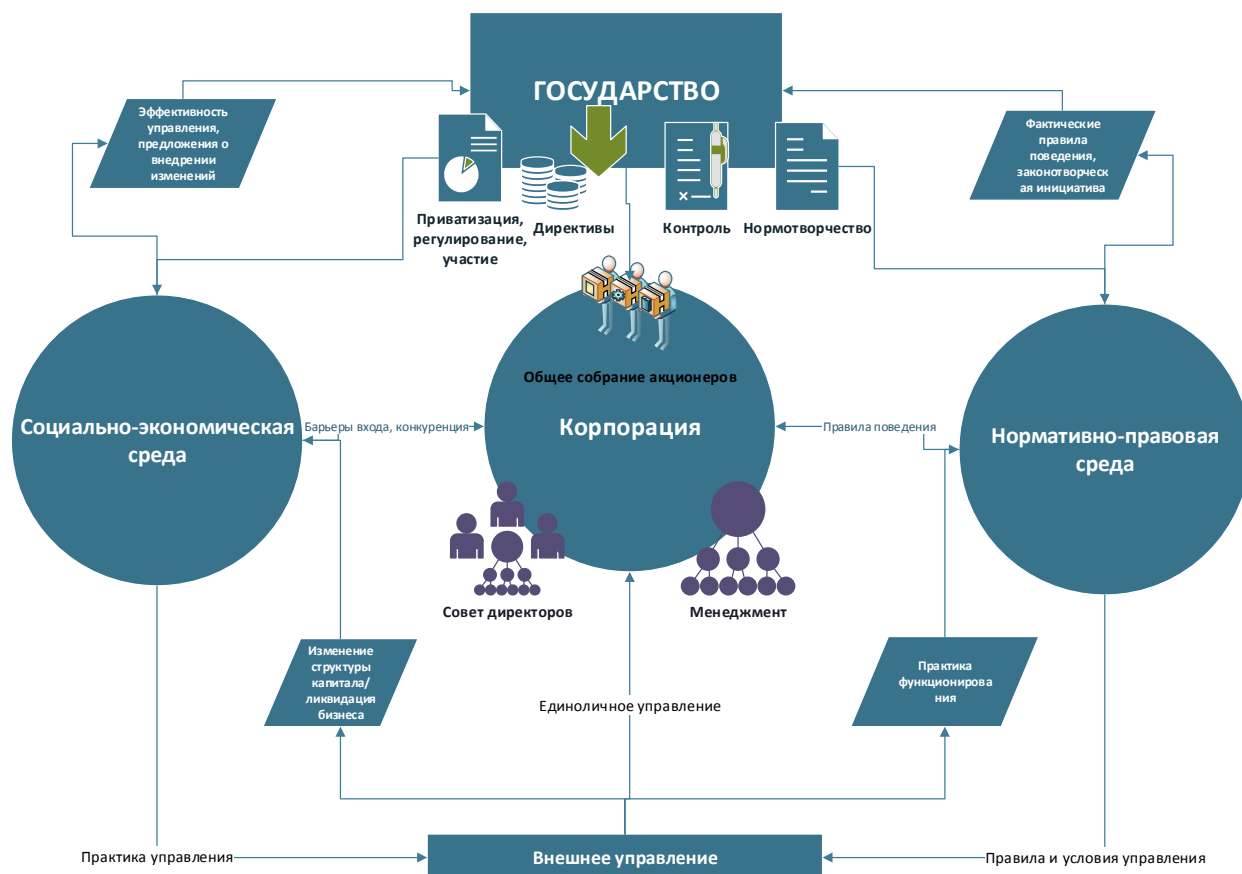 ГОСУДАРСТВО
Эффективность
управления,
предложения о
внедрении
изменений
Фактические
правила
поведения,
законотворческ
ая инициатива
Приватизация,
регулирование,
участие
Директивы
Контроль
Нормотворчество
Общее собрание акционеров
Социально-экономическая
среда
Барьеры входа, конкуренция
Корпорация
Правила поведения
Нормативно-правовая
среда
Совет директоров
Менеджмент
Изменение
структуры
капитала/
ликвидация
бизнеса
Практика
функционирова
ния
Единоличное управление
Практика управления
Внешнее управление
Правила и условия управления